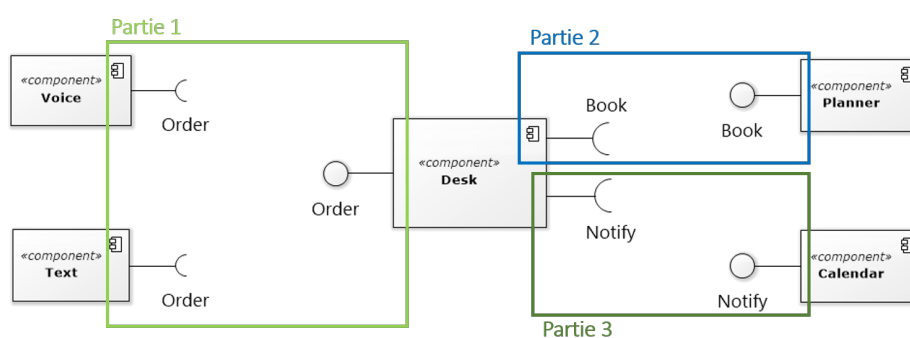 Partie 1
Partie 2
«component»
Voice
Order
Book
Book
«component»
Planner
«component»
Desk
Order
Notify
«component»
Text
Order
Notify
«component»
Calendar
Partie 3